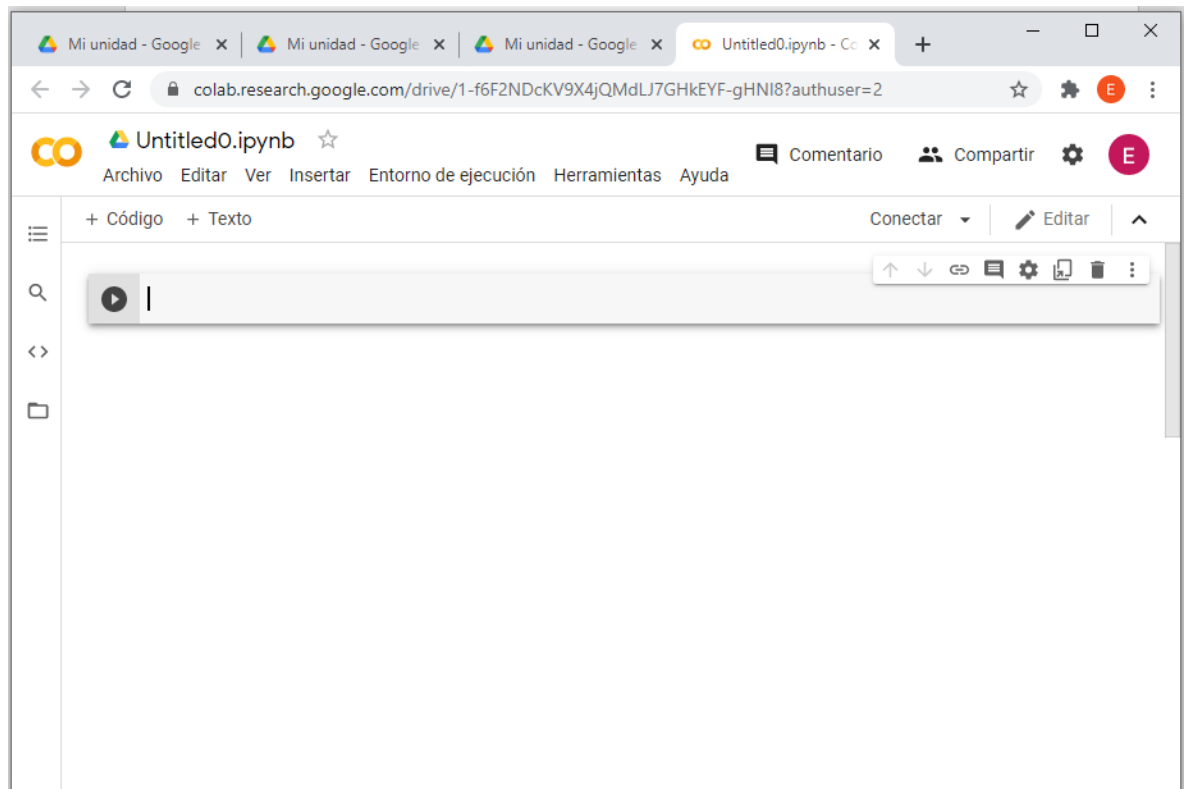 Mi unidad - Google Mi unidad - Google Mi unidad - Google Untitled0.ipynb - Co
colab.research.google.com/drive/1-f6F2NDcKV9X4jQMdLJ7GHkEYF-gHNI8?authuser=2 E
CO Untitled0.ipynb Comentario Compartir E
Archivo Editar Ver Insertar Entorno de ejecución Herramientas Ayuda
+ Código + Texto Conectar Editar